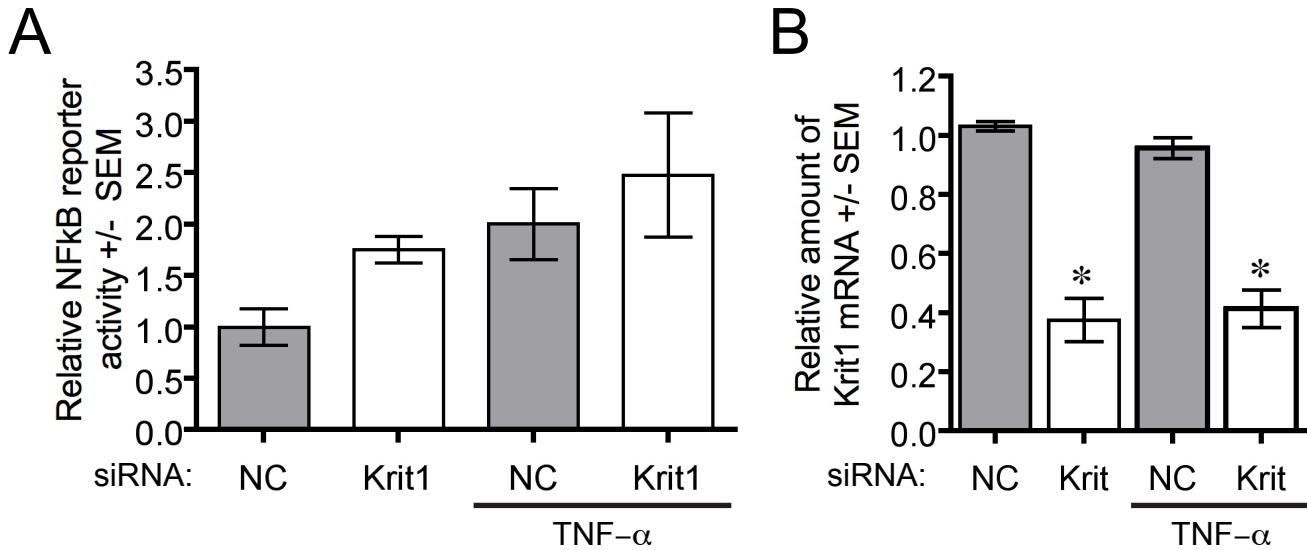 A
Relative NFkB reporter
activity +/- SEM
3.5
3.0
2.5
2.0
1.5
1.0
0.5
0.0
siRNA: NC Krit1 NC Krit1
TNF-α
B
Relative amount of
Krit1 mRNA +/- SEM
1.2
1.0
0.8
0.6
0.4
0.2
0.0
* *
siRNA: NC Krit NC Krit
TNF-α